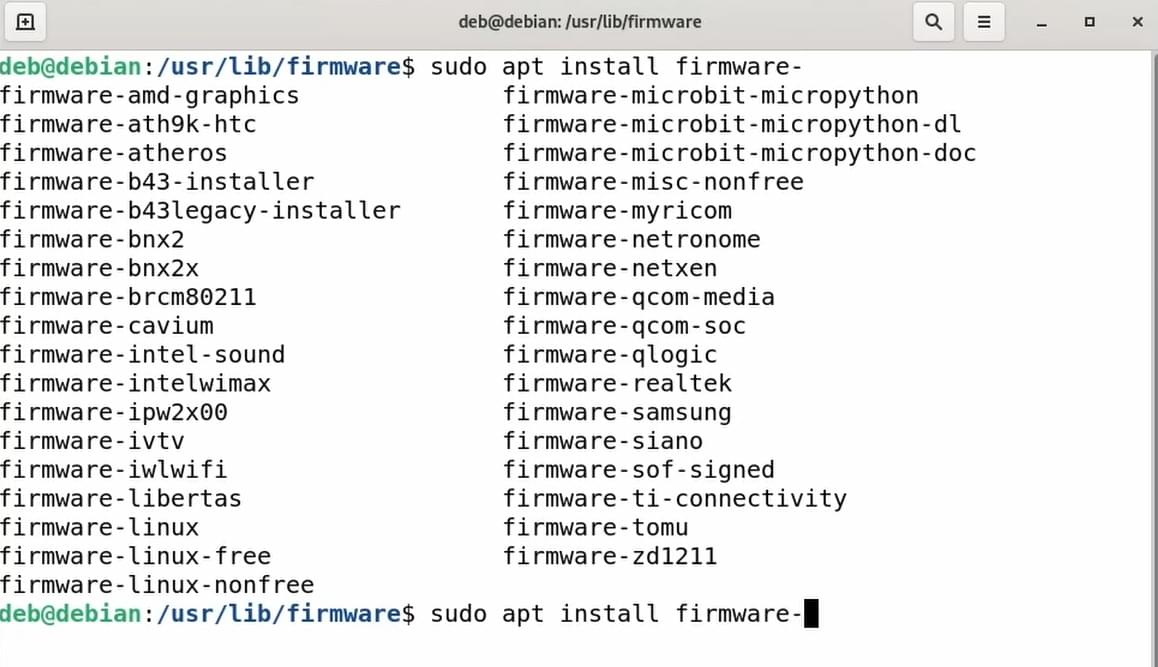 deb@debian: /usr/lib/firmware
deb@debian:/usr/lib/firmware$ sudo apt install firmware-
firmware-amd-graphics firmware-microbit-micropython
firmware-ath9k-htc firmware-microbit-micropython-dl
firmware-atheros firmware-microbit-micropython-doc
firmware-b43-installer firmware-misc-nonfree
firmware-b43legacy-installer firmware-myricom
firmware-bnx2 firmware-netronome
firmware-bnx2x firmware-netxen
firmware-brcm80211 firmware-qcom-media
firmware-cavium firmware-qcom-soc
firmware-intel-sound firmware-qlogic
firmware-intelwimax firmware-realtek
firmware-ipw2x00 firmware-samsung
firmware-ivtv firmware-siano
firmware-iwlwifi firmware-sof-signed
firmware-libertas firmware-ti-connectivity
firmware-linux firmware-tomu
firmware-linux-free firmware-zd1211
firmware-linux-nonfree
deb@debian:/usr/lib/firmware$ sudo apt install firmware-